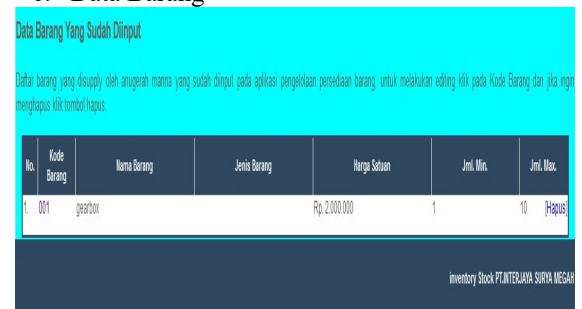 Data Barang
Data Barang Yang Sudah Diinput
Daftar barang yang disupply oleh anugerah manna yang sudah diinput pada aplikasi pengelolaan persediaan barang, untuk melakukan editing klik pada Kode Barang dan jika ingin
menghapus klik tombol hapus.
No. Kode Barang Nama Barang Jenis Barang Harga Satuan Jml. Min. Jml. Max.
1. 001 gearbox Rp. 2.000.000 1 10 [Hapus]
inventory Stock PT.INTERJAYA SURYA MEGAH